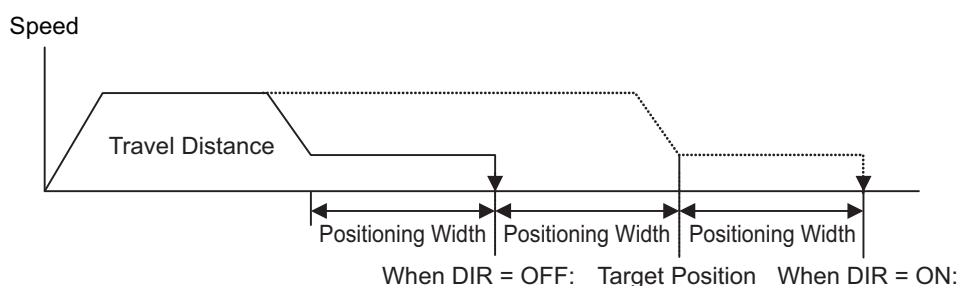 Speed
Travel Distance
Positioning Width Positioning Width Positioning Width
When DIR = OFF: Target Position When DIR = ON: